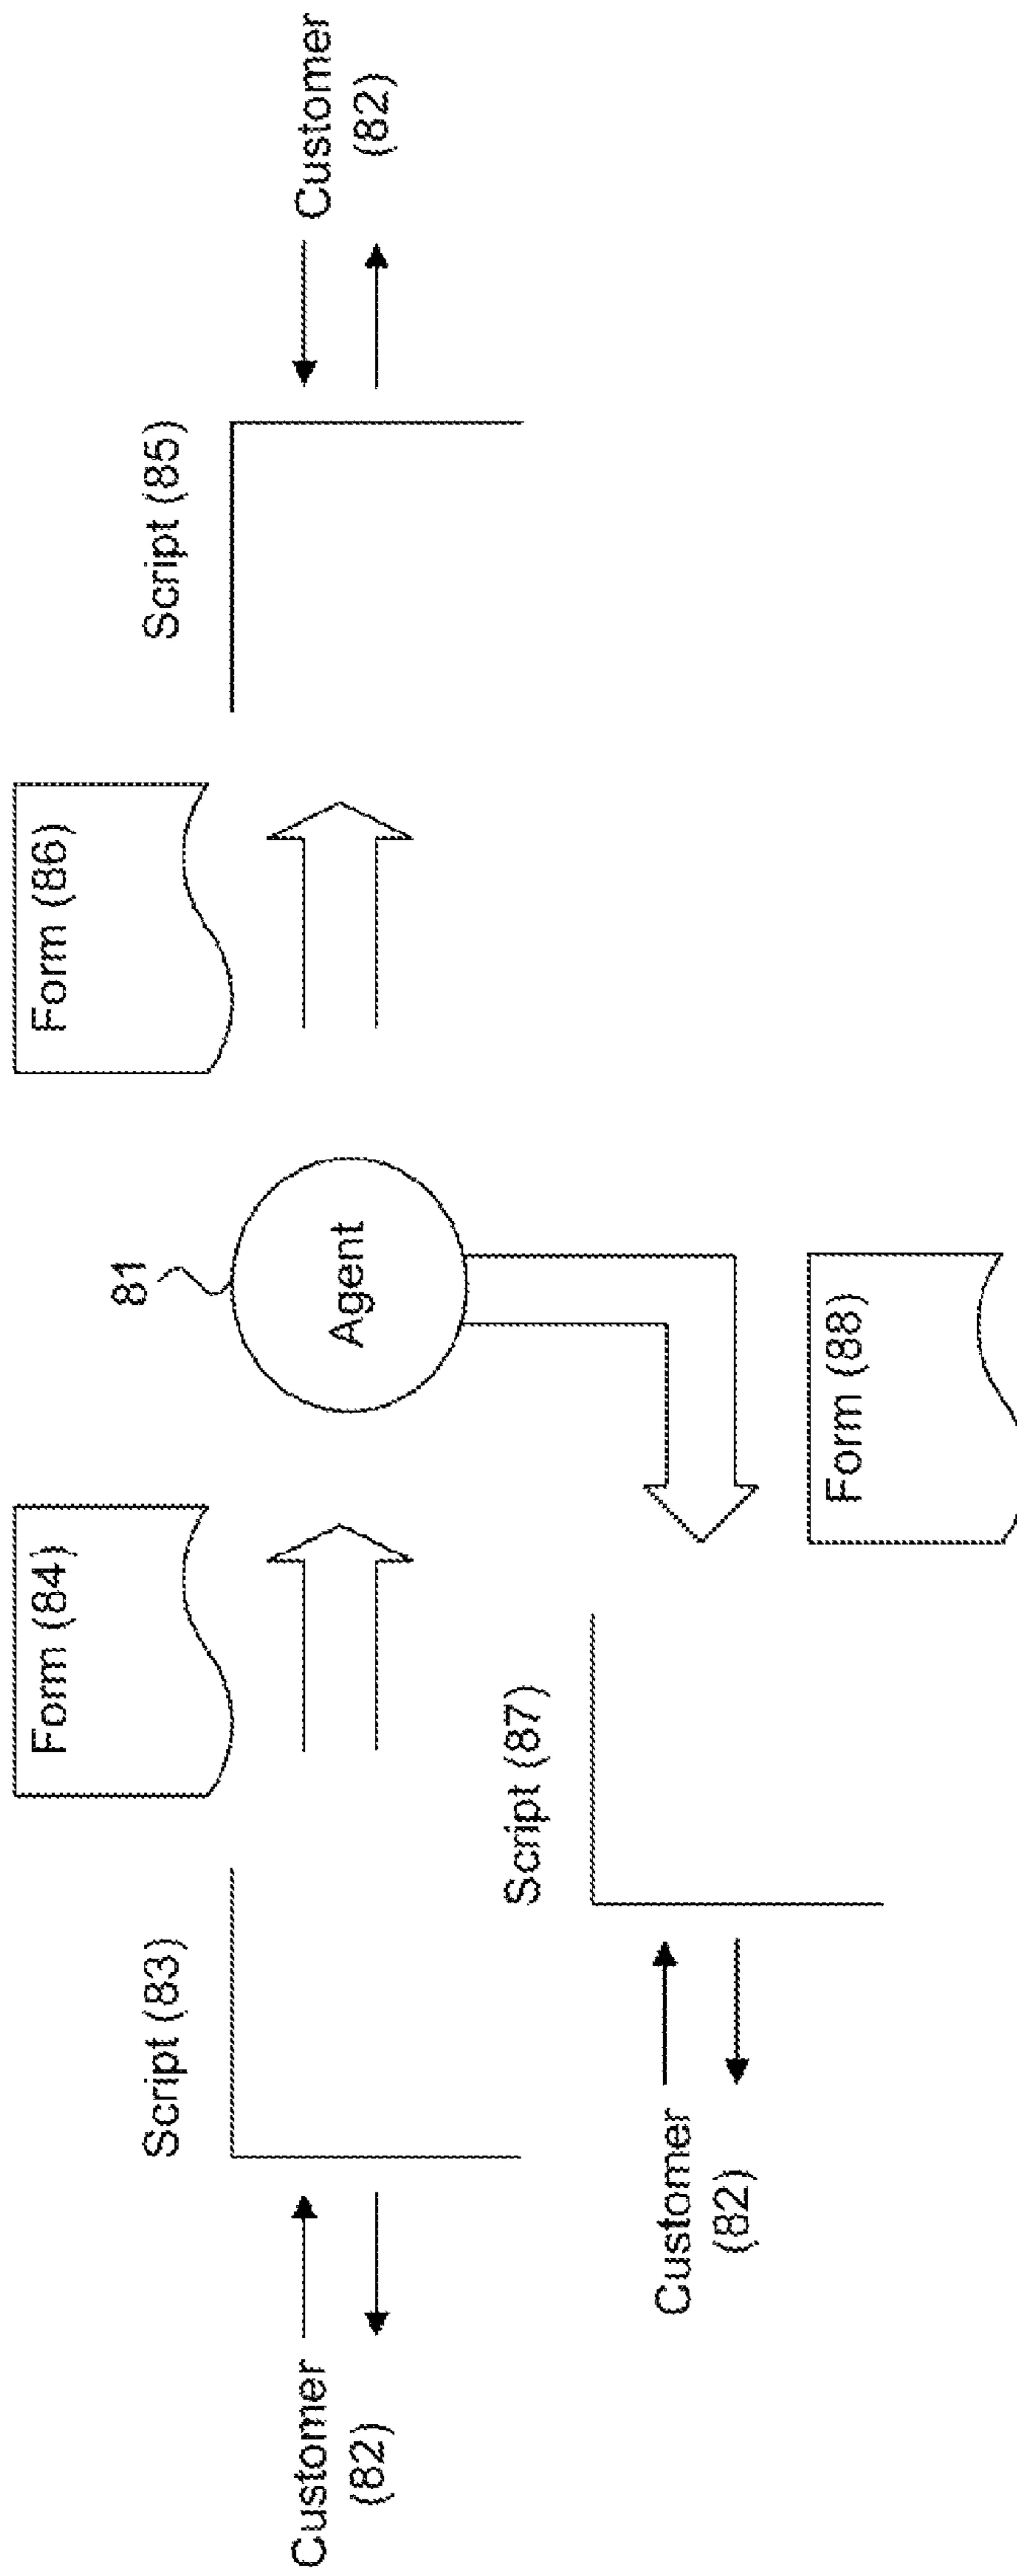 Form (84)
Form (86)
Script (83)
81
Script (85)
Customer
(82)
Agent
Customer
(82)
Script (87)
Customer
(82)
Form (88)